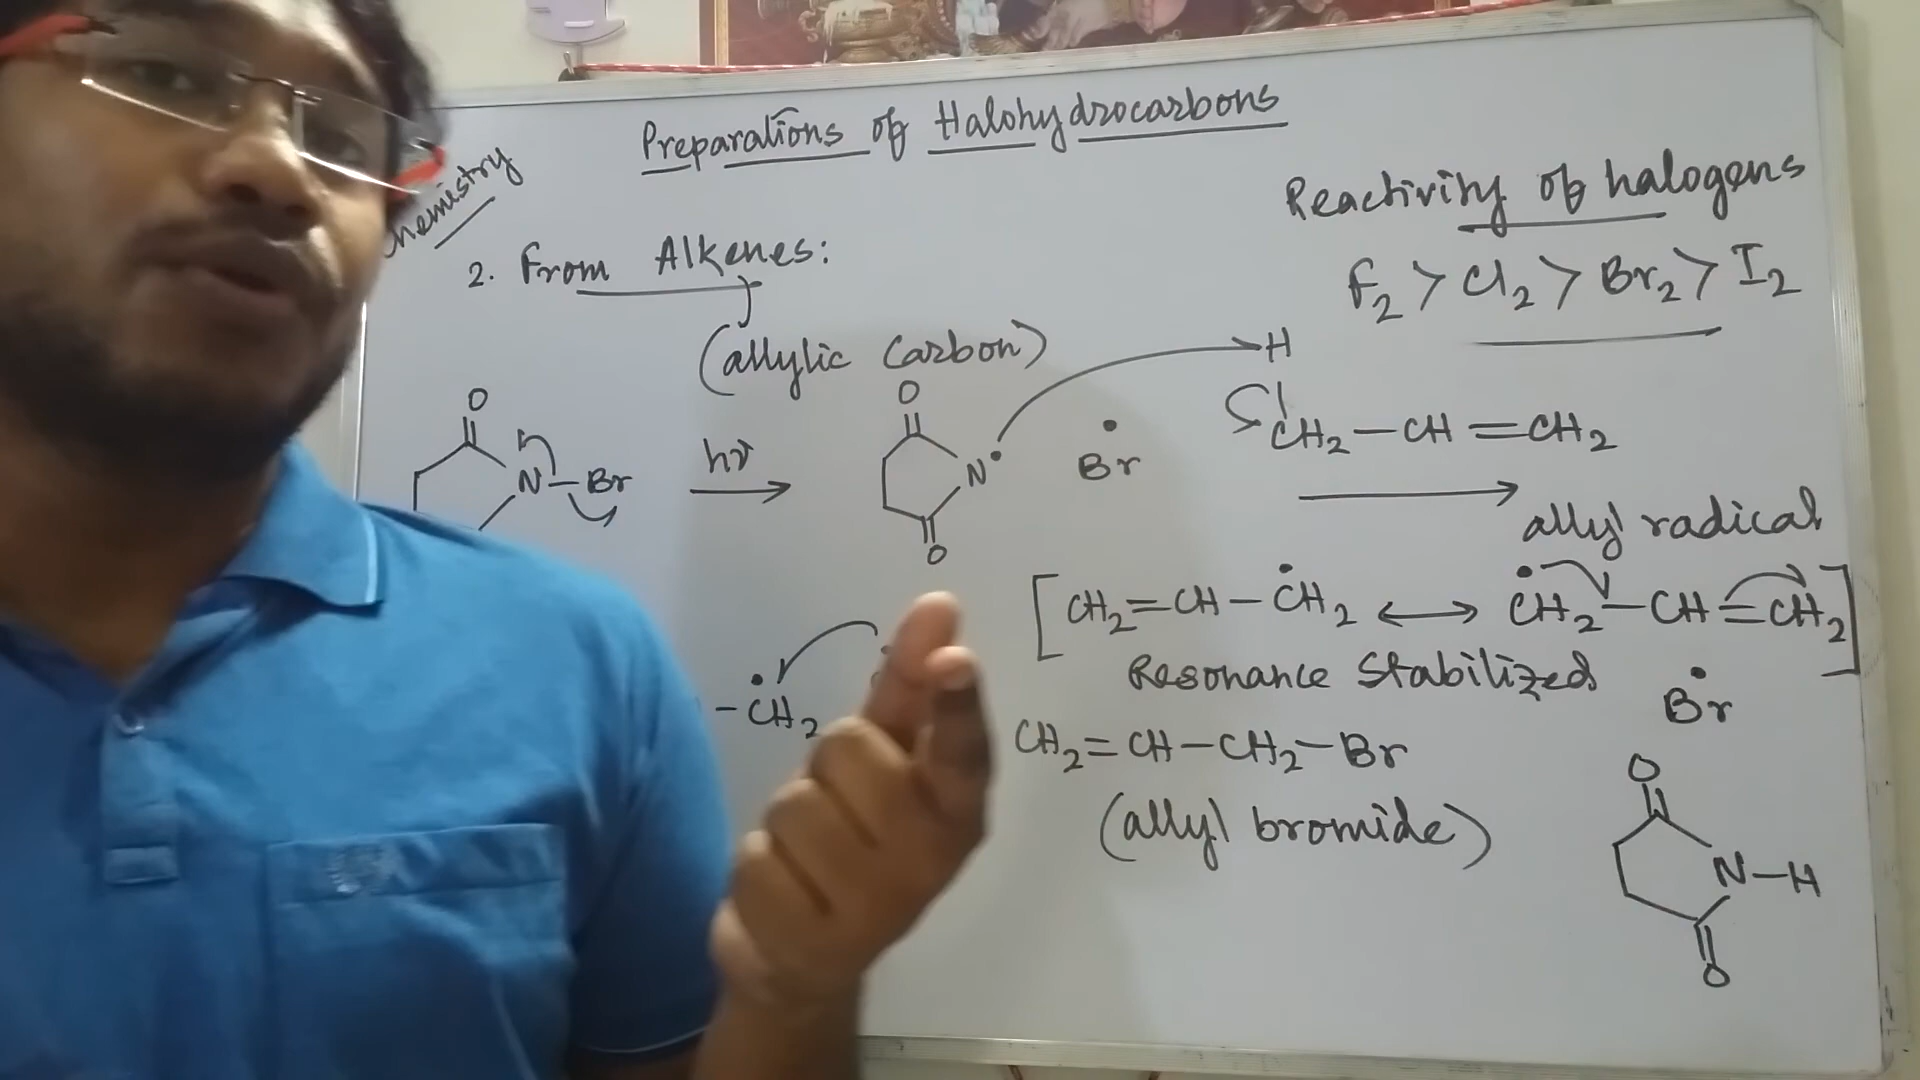 Preparations of Halohydrocarbons
Chemistry
Reactivity of halogens
F2 > Cl2 > Br2 > I2
2. From Alkenes:
(allylic carbon)
O
N — Br
hν
O
N•
O
Br
H
CH2 — CH = CH2
allyl radical
[CH2 = CH — ĊH2 ⟷ ĊH2 — CH = CH2]
Resonance Stabilized
Br
– ĊH2
CH2 = CH — CH2 — Br
(allyl bromide)
O
N — H
O